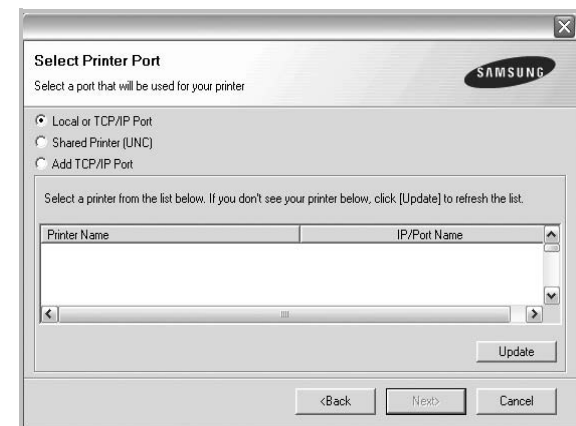 Select Printer Port
Select a port that will be used for your printer
SAMSUNG
Local or TCP/IP Port
Shared Printer (UNC)
Add TCP/IP Port
Select a printer from the list below. If you don't see your printer below, click [Update] to refresh the list.
Printer Name IP/Port Name
Update
<Back Next> Cancel